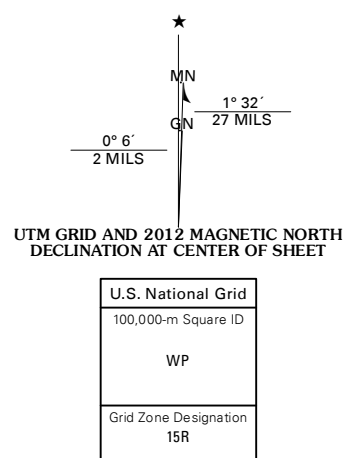 ★
MN
1° 32´
27 MILS
GN
0° 6´
2 MILS
UTM GRID AND 2012 MAGNETIC NORTH
DECLINATION AT CENTER OF SHEET
U.S. National Grid
100,000-m Square ID
WP
Grid Zone Designation
15R